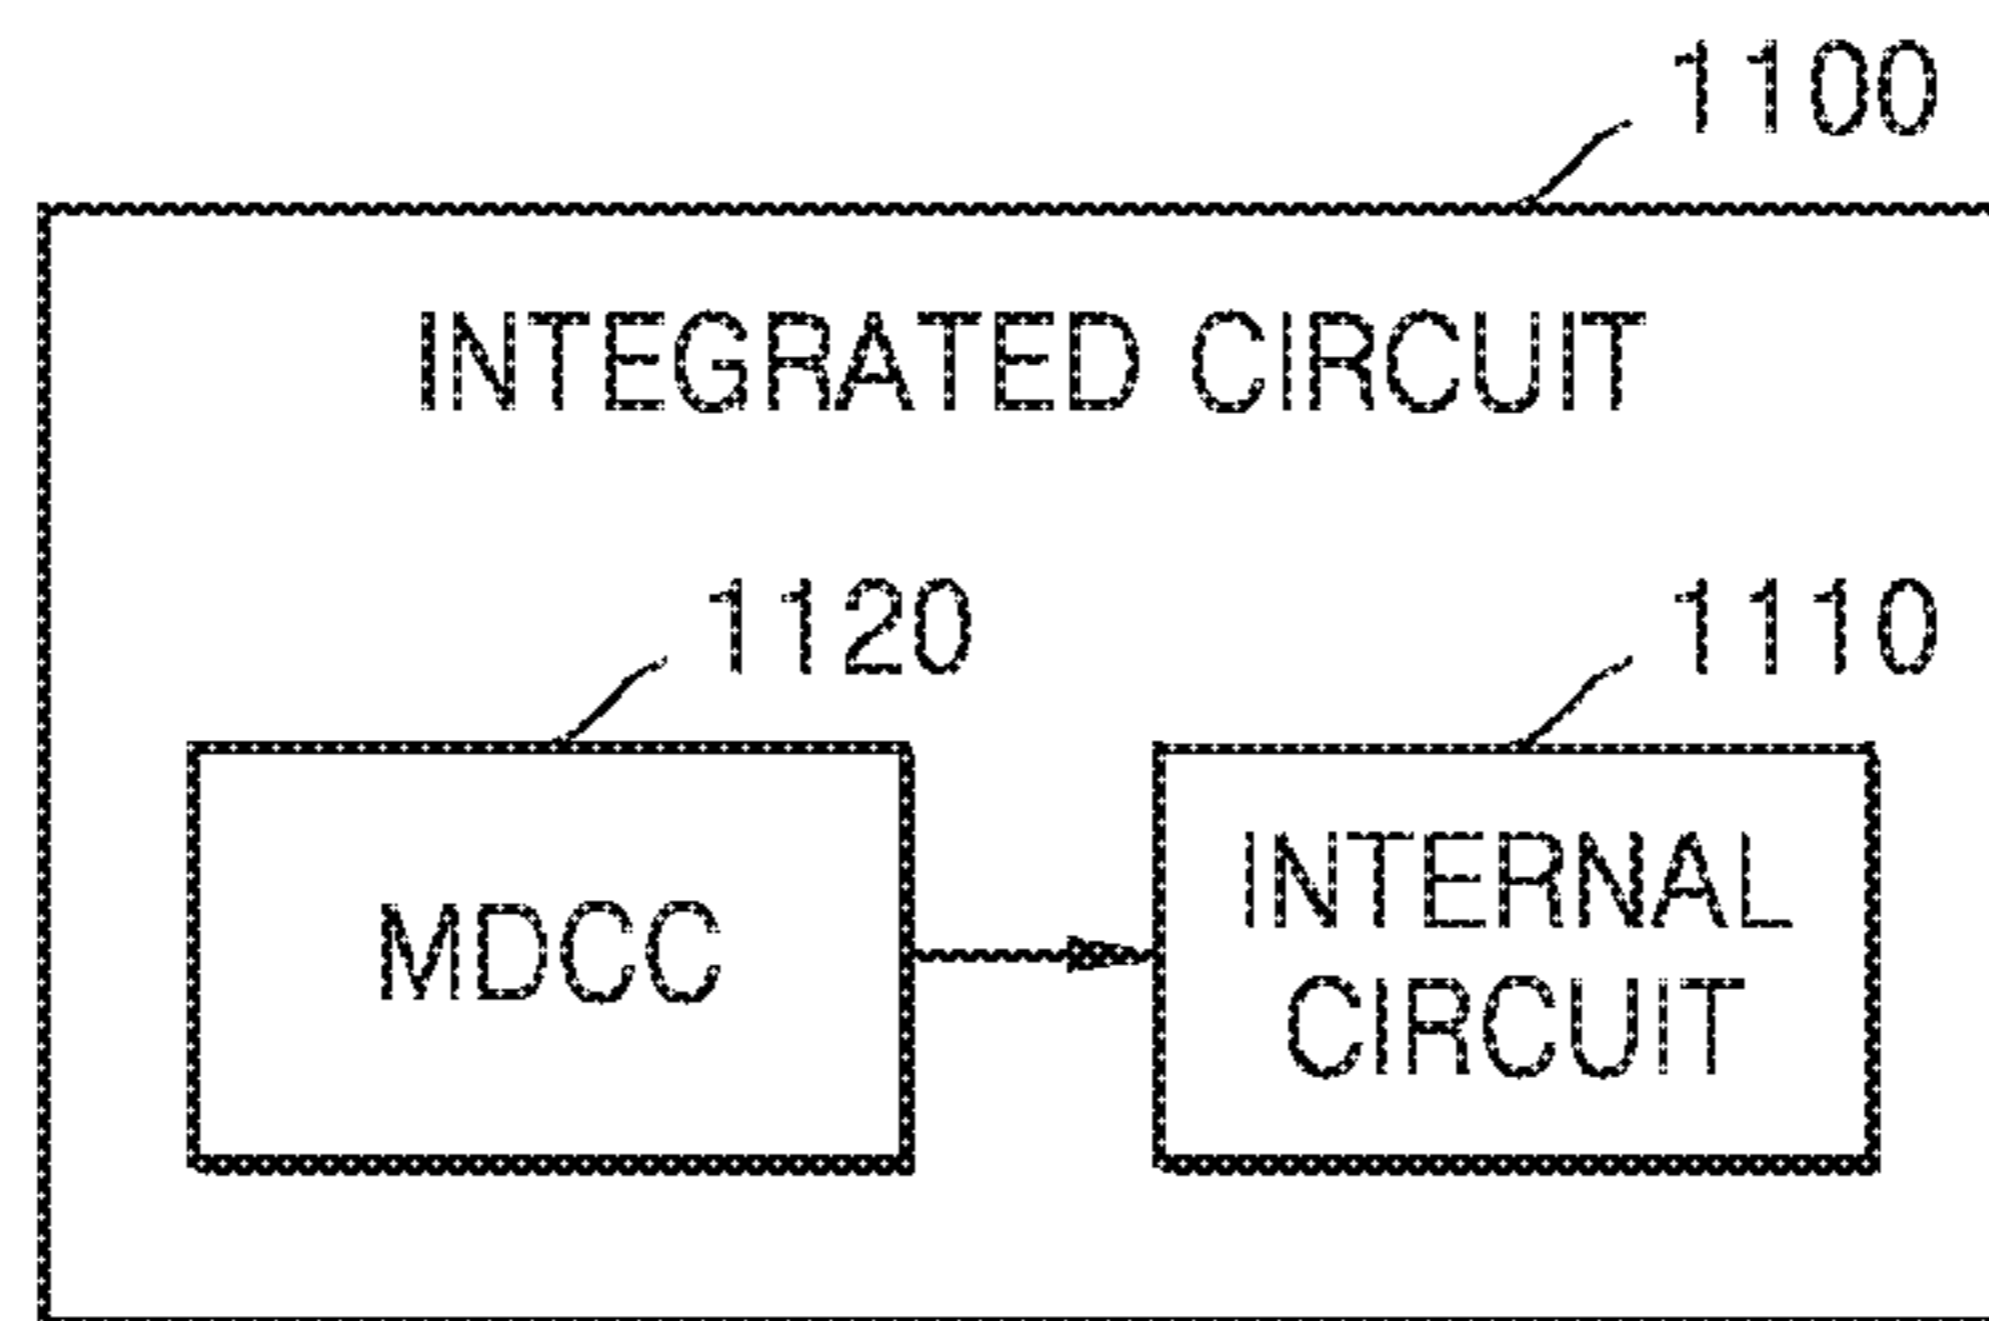 1100
INTEGRATED CIRCUIT
1120
1110
MDCC
INTERNAL
CIRCUIT